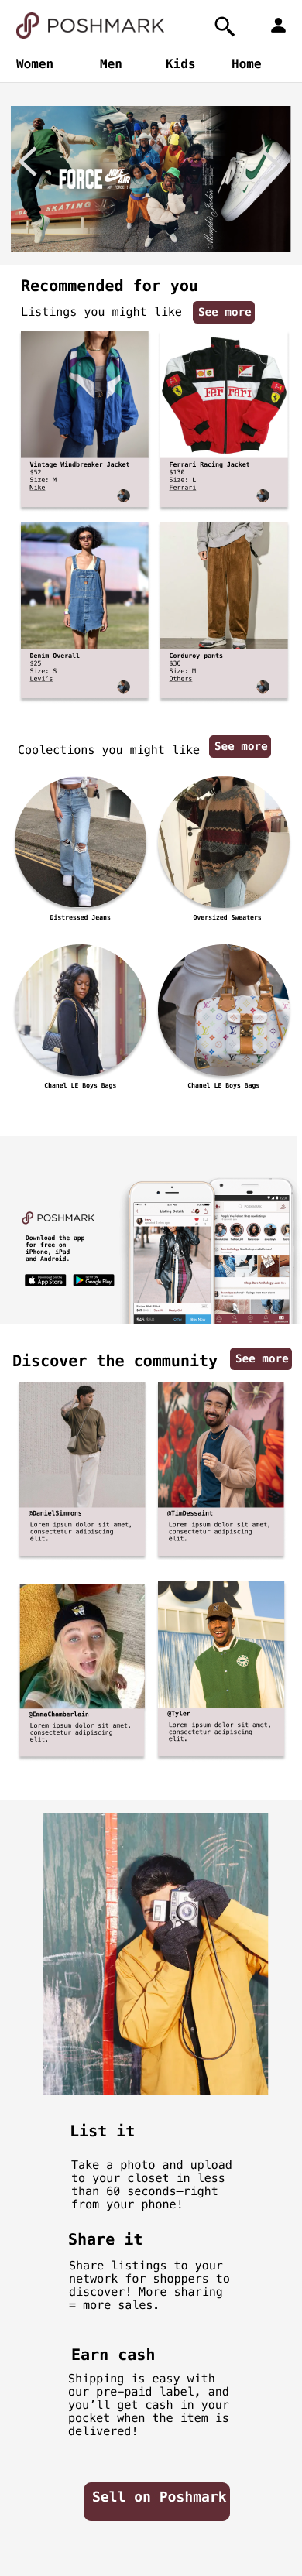 POSHMARK
Women Men Kids Home
SKATING
FORCE NIKE AIR
Recommended for you
Listings you might like See more
Ferrari
Vintage Windbreaker Jacket
$52
Size: M
Nike
Ferrari Racing Jacket
$130
Size: L
Ferrari
Denim Overall
$25
Size: S
Levi's
Corduroy pants
$36
Size: M
Others
Coolections you might like See more
Distressed Jeans
Oversized Sweaters
Chanel LE Boys Bags
Chanel LE Boys Bags
POSHMARK
Download the app
for free on
iPhone, iPad
and Android.
App Store
Google Play
Listing Details
Discover the community See more
@DanielSimmons
Lorem ipsum dolor sit amet,
consectetur adipiscing
elit.
@TimDessaint
Lorem ipsum dolor sit amet,
consectetur adipiscing
elit.
@EmmaChamberlain
Lorem ipsum dolor sit amet,
consectetur adipiscing
elit.
@Tyler
Lorem ipsum dolor sit amet,
consectetur adipiscing
elit.
List it
Take a photo and upload
to your closet in less
than 60 seconds—right
from your phone!
Share it
Share listings to your
network for shoppers to
discover! More sharing
= more sales.
Earn cash
Shipping is easy with
our pre-paid label, and
you'll get cash in your
pocket when the item is
delivered!
Sell on Poshmark